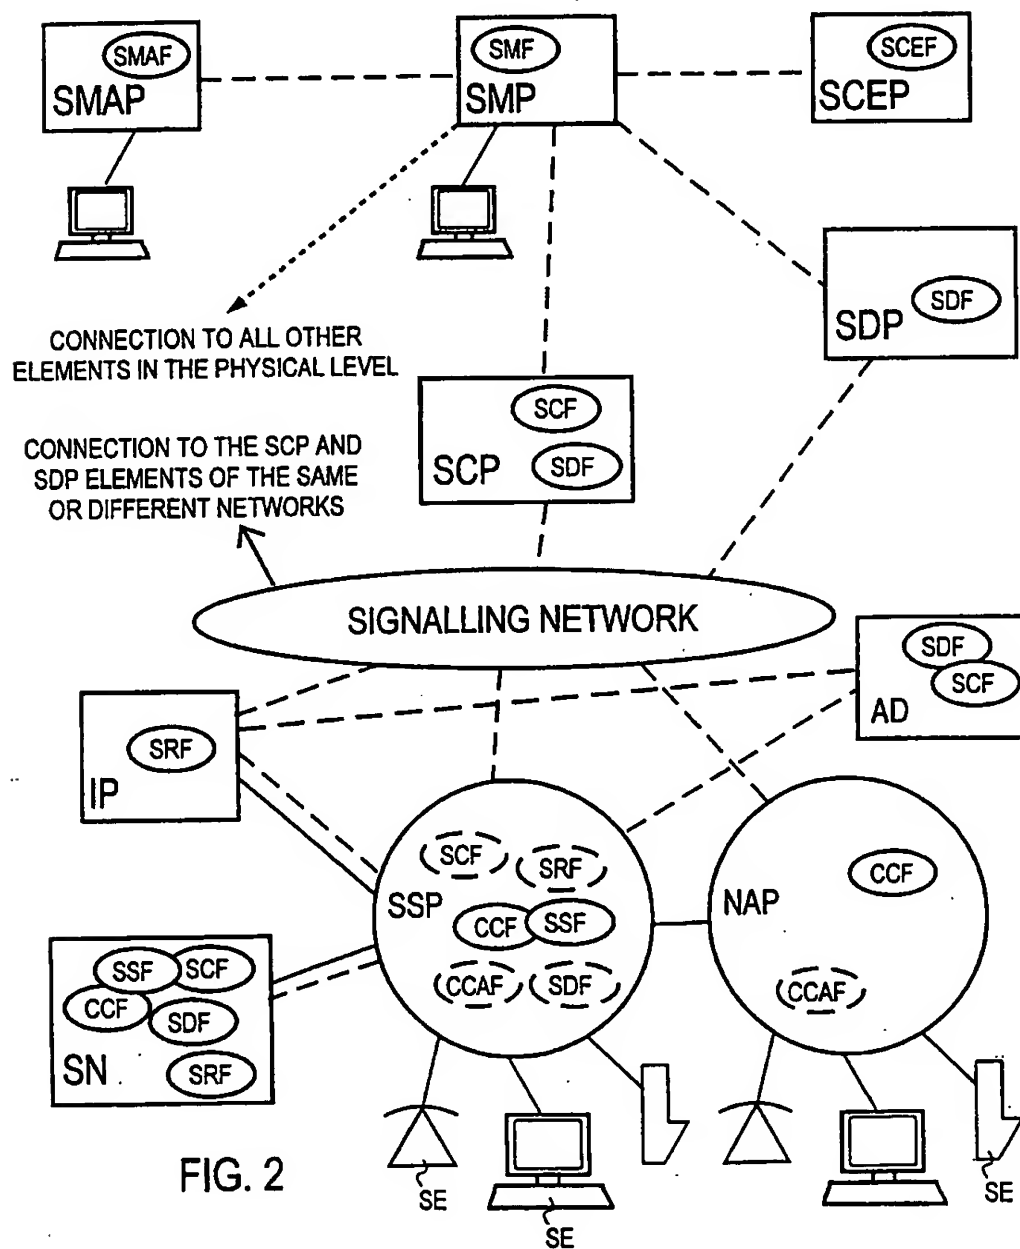 SMAF
SMAP
SMF
SMP
SCEF
SCEP
SDF
SDP
CONNECTION TO ALL OTHER
ELEMENTS IN THE PHYSICAL LEVEL
SCF
SDF
SCP
CONNECTION TO THE SCP AND
SDP ELEMENTS OF THE SAME
OR DIFFERENT NETWORKS
SIGNALLING NETWORK
SDF
SCF
AD
SRF
IP
SCF
SRF
SSP
CCF
SSF
CCAF
SDF
CCF
NAP
CCAF
SSF
SCF
CCF
SDF
SRF
SN
FIG. 2
SE
SE
SE